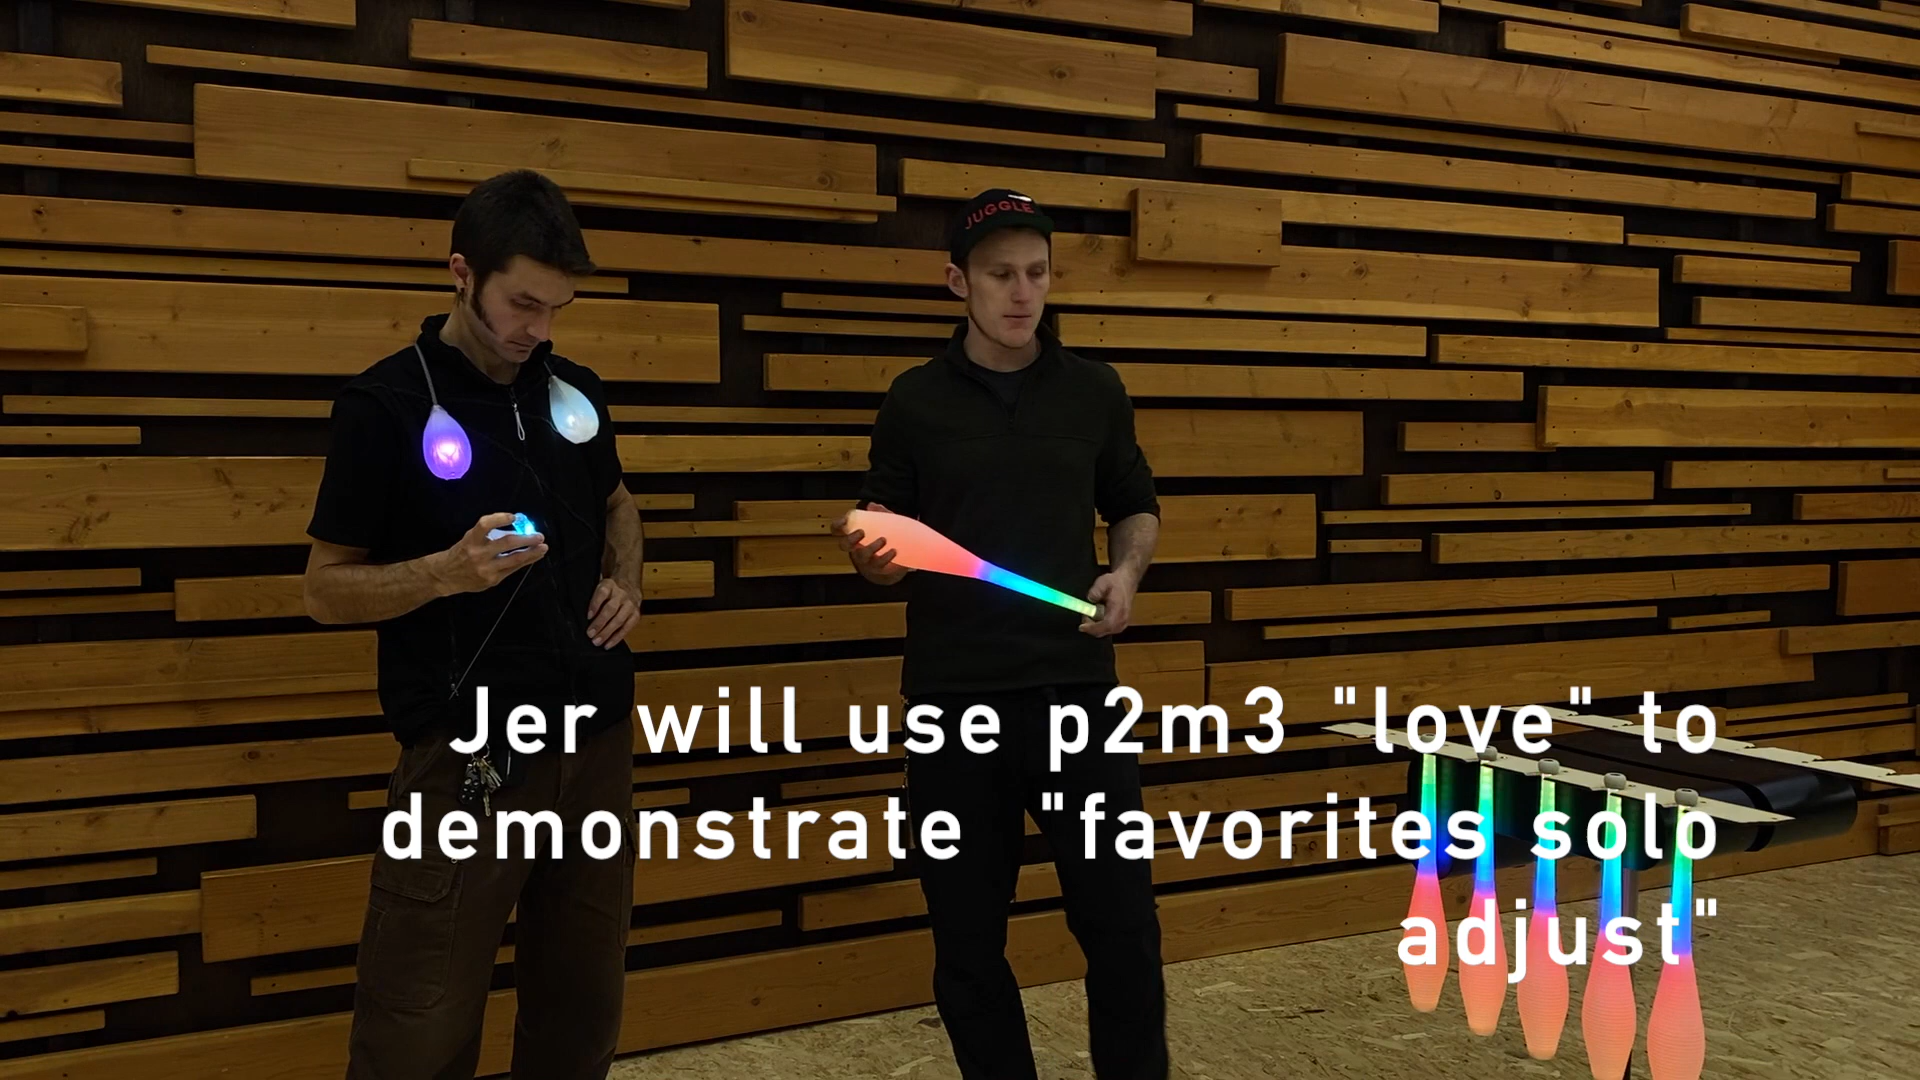 JUGGLE
Jer will use p2m3 "love" to
demonstrate "favorites solo
adjust"